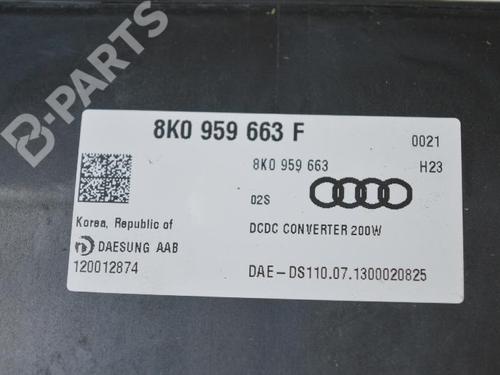 B-PARTS
8K0 959 663 F
0021
8K0 959 663
H23
02S
Korea, Republic of
DAESUNG AAB
DCDC CONVERTER 200W
120012874
DAE-DS110.07.1300020825